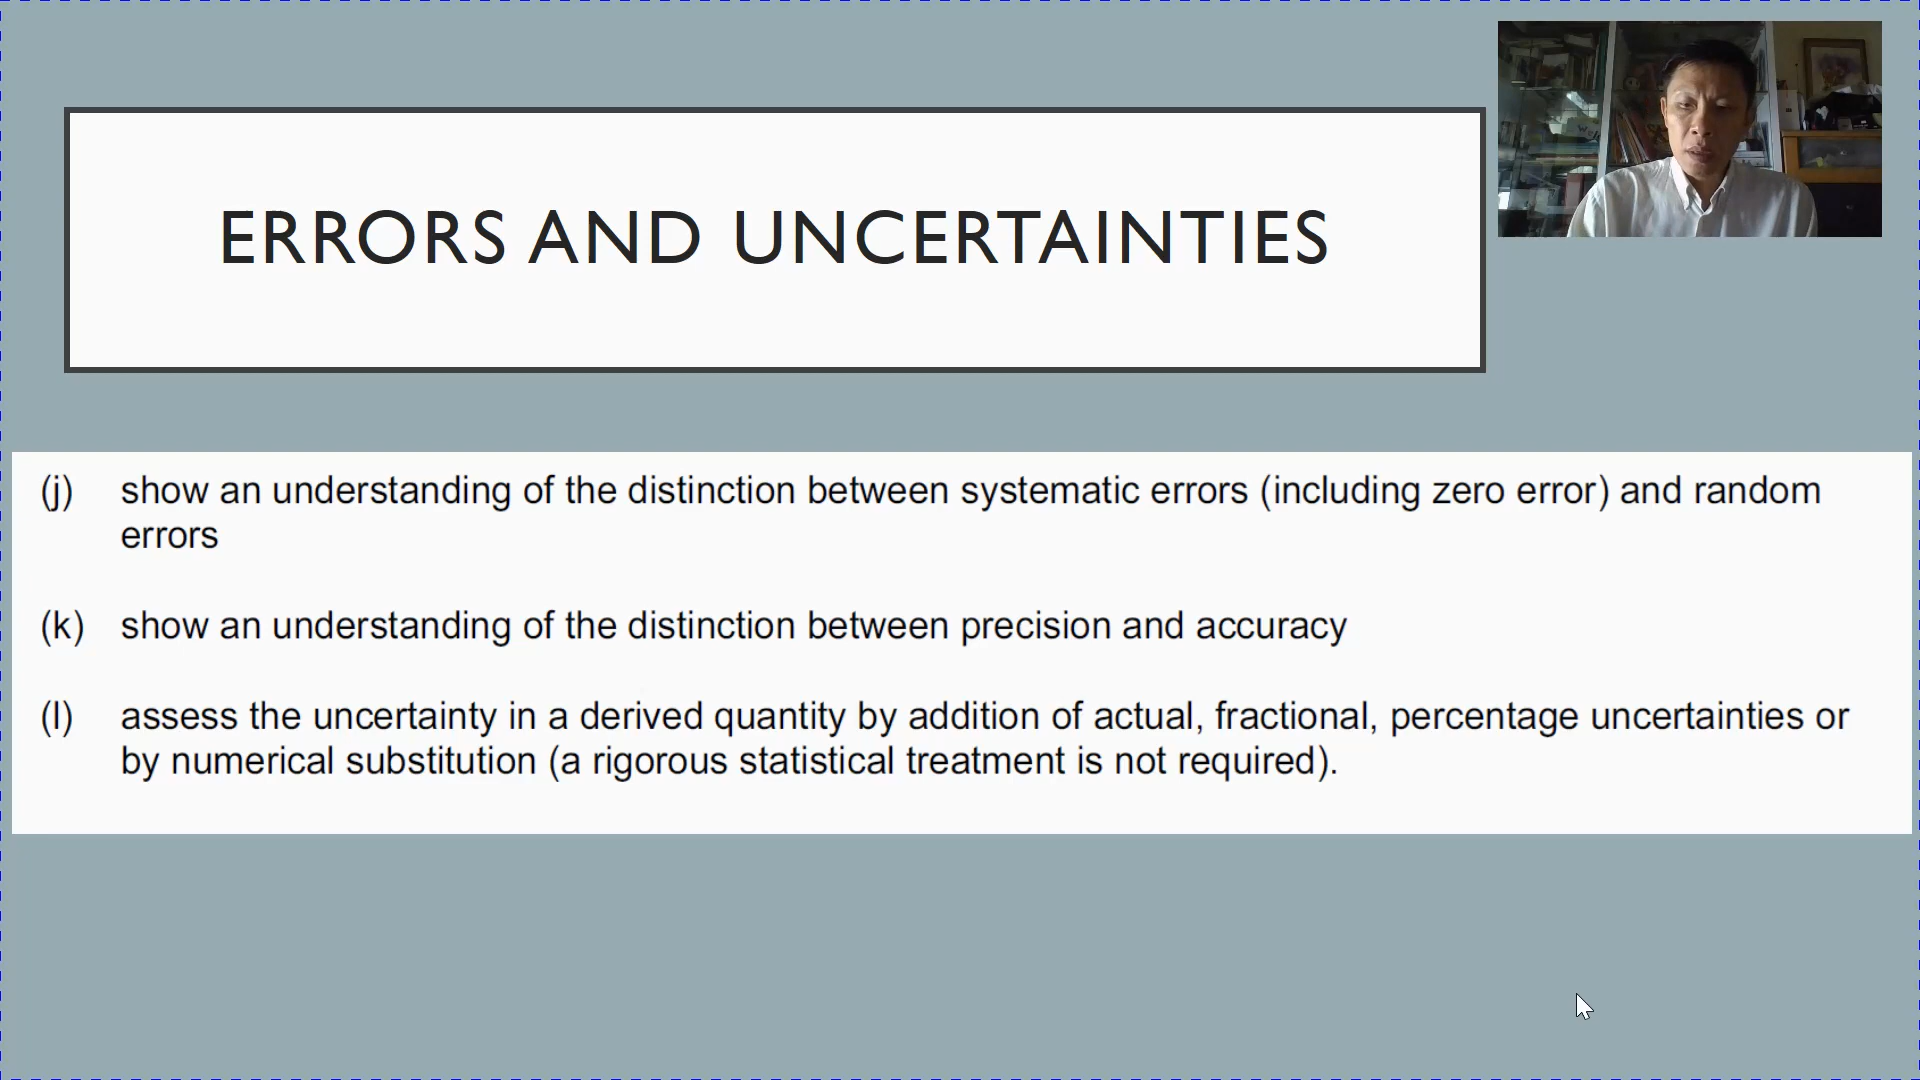 ERRORS AND UNCERTAINTIES
(j) show an understanding of the distinction between systematic errors (including zero error) and random
errors
(k) show an understanding of the distinction between precision and accuracy
(l) assess the uncertainty in a derived quantity by addition of actual, fractional, percentage uncertainties or
by numerical substitution (a rigorous statistical treatment is not required).